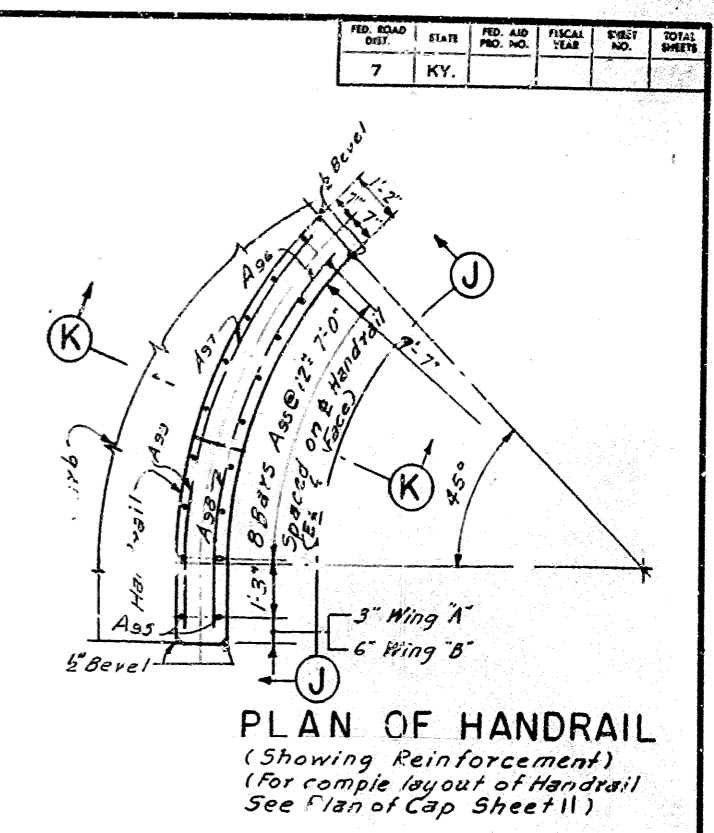 FED. ROAD DIST.
STATE
FED. AID PRO. NO.
FISCAL YEAR
SHEET NO.
TOTAL SHEETS
7
KY.
½" Bevel
1'-2"
7"
7"
A96
J
K
A97
8 Bars A95 @ 12" = 7'-0"
Spaced on ℄ Handrail
(Ea. Face)
K
45°
A99
A98
1'-3"
A95
3" Wing "A"
6" Wing "B"
½" Bevel
J
PLAN OF HANDRAIL
(Showing Reinforcement)
(For comple layout of Handrail
See Plan of Cap Sheet 11)